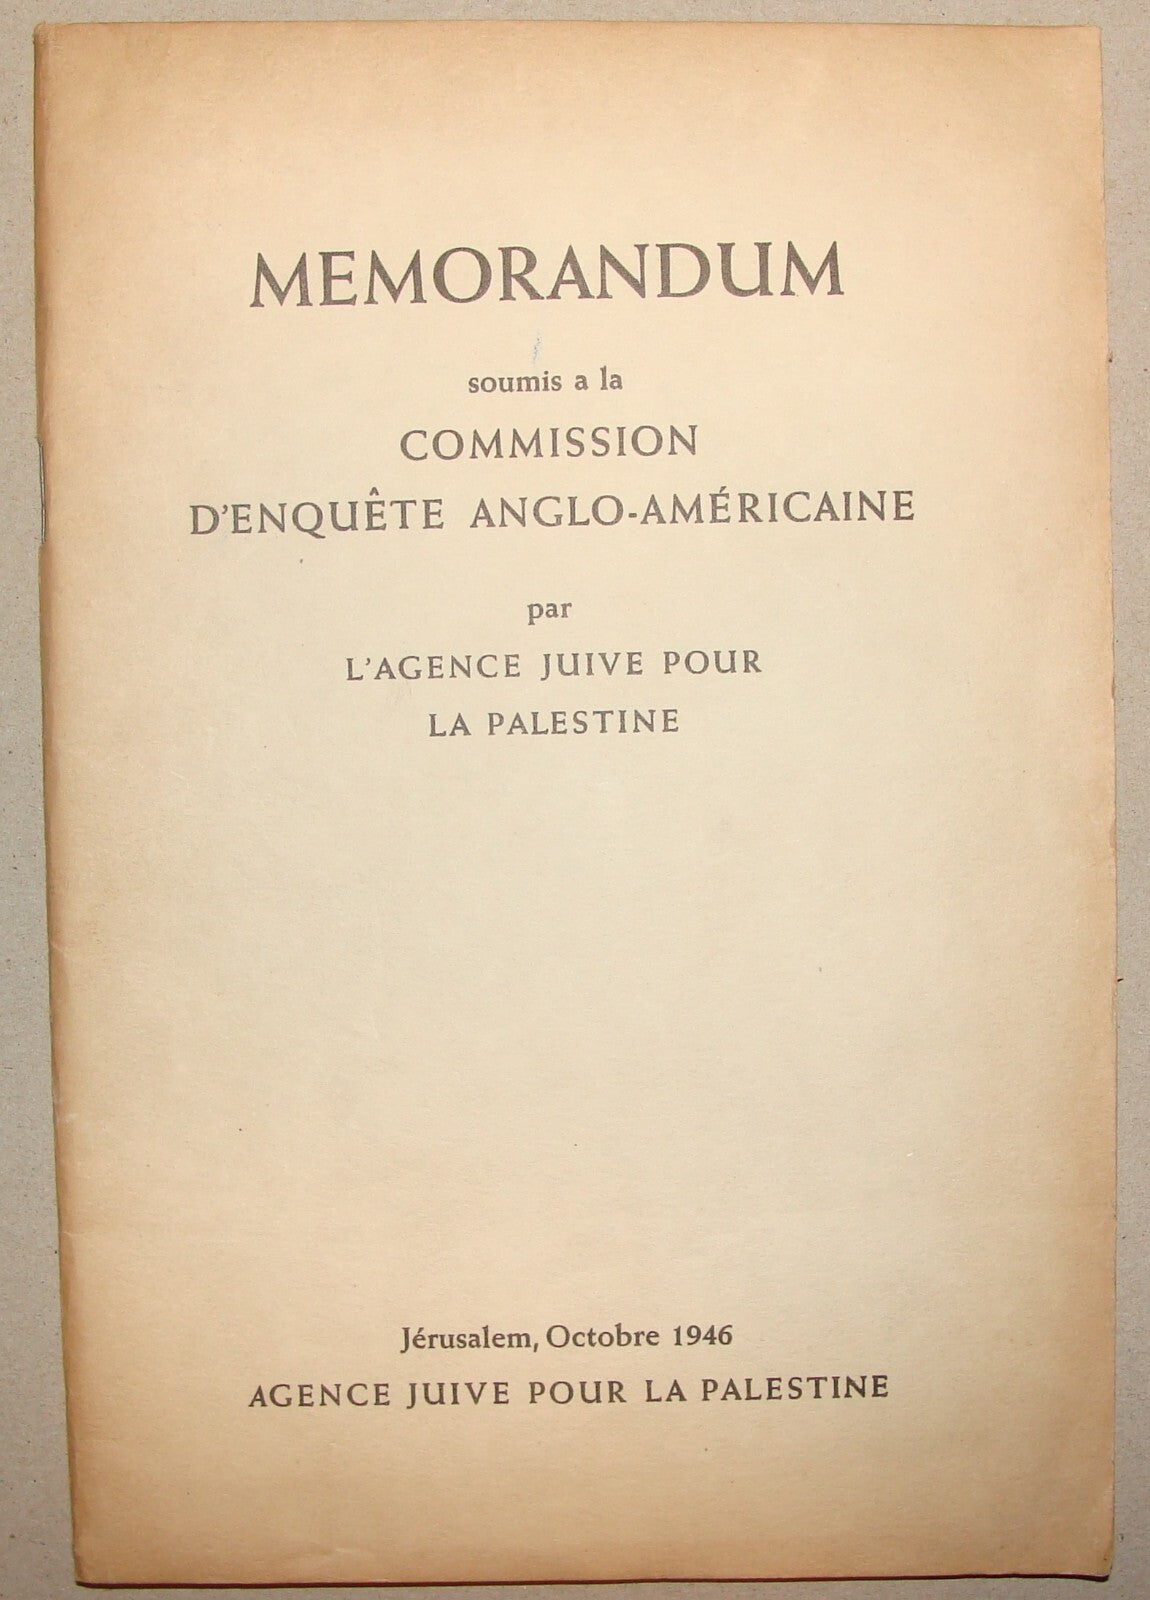 MEMORANDUM
soumis a la
COMMISSION
D'ENQUÊTE ANGLO-AMÉRICAINE
par
L'AGENCE JUIVE POUR
LA PALESTINE
Jérusalem, Octobre 1946
AGENCE JUIVE POUR LA PALESTINE